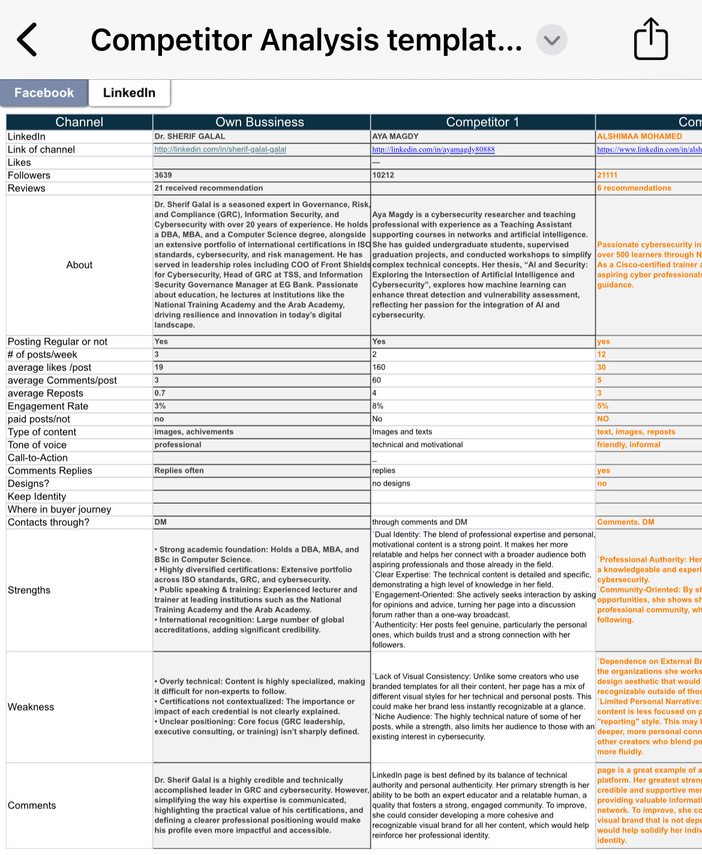 Competitor Analysis templat...
Facebook
LinkedIn
Channel Own Bussiness Competitor 1 Com
LinkedIn Dr. SHERIF GALAL AYA MAGDY ALSHIMAA MOHAMED
Link of channel http://linkedin.com/in/sherif-galal-galal http://linkedin.com/in/ayamagdy80888 https://www.linkedin.com/in/alsh
Likes —
Followers 3639 10212 21111
Reviews 21 received recommendation 6 recommendations
About
Dr. Sherif Galal is a seasoned expert in Governance, Risk,
and Compliance (GRC), Information Security, and
Cybersecurity with over 20 years of experience. He holds
a DBA, MBA, and a Computer Science degree, alongside
an extensive portfolio of international certifications in ISO
standards, cybersecurity, and risk management. He has
served in leadership roles including COO of Front Shields
for Cybersecurity, Head of GRC at TSS, and Information
Security Governance Manager at EG Bank. Passionate
about education, he lectures at institutions like the
National Training Academy and the Arab Academy,
driving resilience and innovation in today's digital
landscape.
Aya Magdy is a cybersecurity researcher and teaching
professional with experience as a Teaching Assistant
supporting courses in networks and artificial intelligence.
She has guided undergraduate students, supervised
graduation projects, and conducted workshops to simplify
complex technical concepts. Her thesis, "AI and Security:
Exploring the Intersection of Artificial Intelligence and
Cybersecurity", explores how machine learning can
enhance threat detection and vulnerability assessment,
reflecting her passion for the integration of AI and
cybersecurity.
Passionate cybersecurity in
over 500 learners through N
As a Cisco-certified trainer a
aspiring cyber professionals
guidance.
Posting Regular or not Yes Yes yes
# of posts/week 3 2 12
average likes /post 19 160 30
average Comments/post 3 60 5
average Reposts 0.7 4 3
Engagement Rate 3% 8% 5%
paid posts/not no No NO
Type of content images, achivements Images and texts text, images, reposts
Tone of voice professional technical and motivational friendly, informal
Call-to-Action _
Comments Replies Replies often replies yes
Designs? no designs no
Keep Identity
Where in buyer journey
Contacts through? DM through comments and DM Comments. DM
Strengths
• Strong academic foundation: Holds a DBA, MBA, and
BSc in Computer Science.
• Highly diversified certifications: Extensive portfolio
across ISO standards, GRC, and cybersecurity.
• Public speaking & training: Experienced lecturer and
trainer at leading institutions such as the National
Training Academy and the Arab Academy.
• International recognition: Large number of global
accreditations, adding significant credibility.
`Dual Identity: The blend of professional expertise and personal,
motivational content is a strong point. It makes her more
relatable and helps her connect with a broader audience both
aspiring professionals and those already in the field.
`Clear Expertise: The technical content is detailed and specific,
demonstrating a high level of knowledge in her field.
`Engagement-Oriented: She actively seeks interaction by asking
for opinions and advice, turning her page into a discussion
forum rather than a one-way broadcast.
`Authenticity: Her posts feel genuine, particularly the personal
ones, which builds trust and a strong connection with her
followers.
`Professional Authority: Her
a knowledgeable and experi
cybersecurity.
`Community-Oriented: By sh
opportunities, she shows sh
professional community, wh
following.
Weakness
• Overly technical: Content is highly specialized, making
it difficult for non-experts to follow.
• Certifications not contextualized: The importance or
impact of each credential is not clearly explained.
• Unclear positioning: Core focus (GRC leadership,
executive consulting, or training) isn't sharply defined.
`Lack of Visual Consistency: Unlike some creators who use
branded templates for all their content, her page has a mix of
different visual styles for her technical and personal posts. This
could make her brand less instantly recognizable at a glance.
`Niche Audience: The highly technical nature of some of her
posts, while a strength, also limits her audience to those with an
existing interest in cybersecurity.
`Dependence on External Br
the organizations she works
design aesthetic that would
recognizable outside of thos
`Limited Personal Narrative:
content is less focused on p
"reporting" style. This may l
deeper, more personal conn
other creators who blend pe
more fluidly.
Comments
Dr. Sherif Galal is a highly credible and technically
accomplished leader in GRC and cybersecurity. However,
simplifying the way his expertise is communicated,
highlighting the practical value of his certifications, and
defining a clearer professional positioning would make
his profile even more impactful and accessible.
LinkedIn page is best defined by its balance of technical
authority and personal authenticity. Her primary strength is her
ability to be both an expert educator and a relatable human, a
quality that fosters a strong, engaged community. To improve,
she could consider developing a more cohesive and
recognizable visual brand for all her content, which would help
reinforce her professional identity.
page is a great example of a
platform. Her greatest streng
credible and supportive mem
providing valuable informati
network. To improve, she co
visual brand that is not depe
would help solidify her indiv
identity.